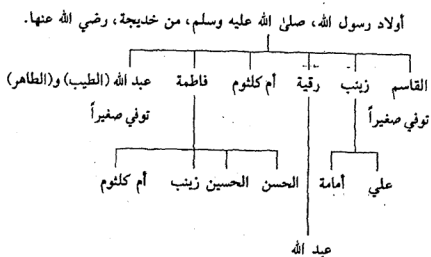 أولاد رسول الله، صلىٰ الله عليه وسلم، من خديجة، رضي الله عنها.
القاسم زينب رقية أم كلثوم فاطمة عبد الله (الطيب) و(الطاهر)
توفي صغيراً توفي صغيراً
علي أمامة الحسن الحسين زينب أم كلثوم
عبد الله